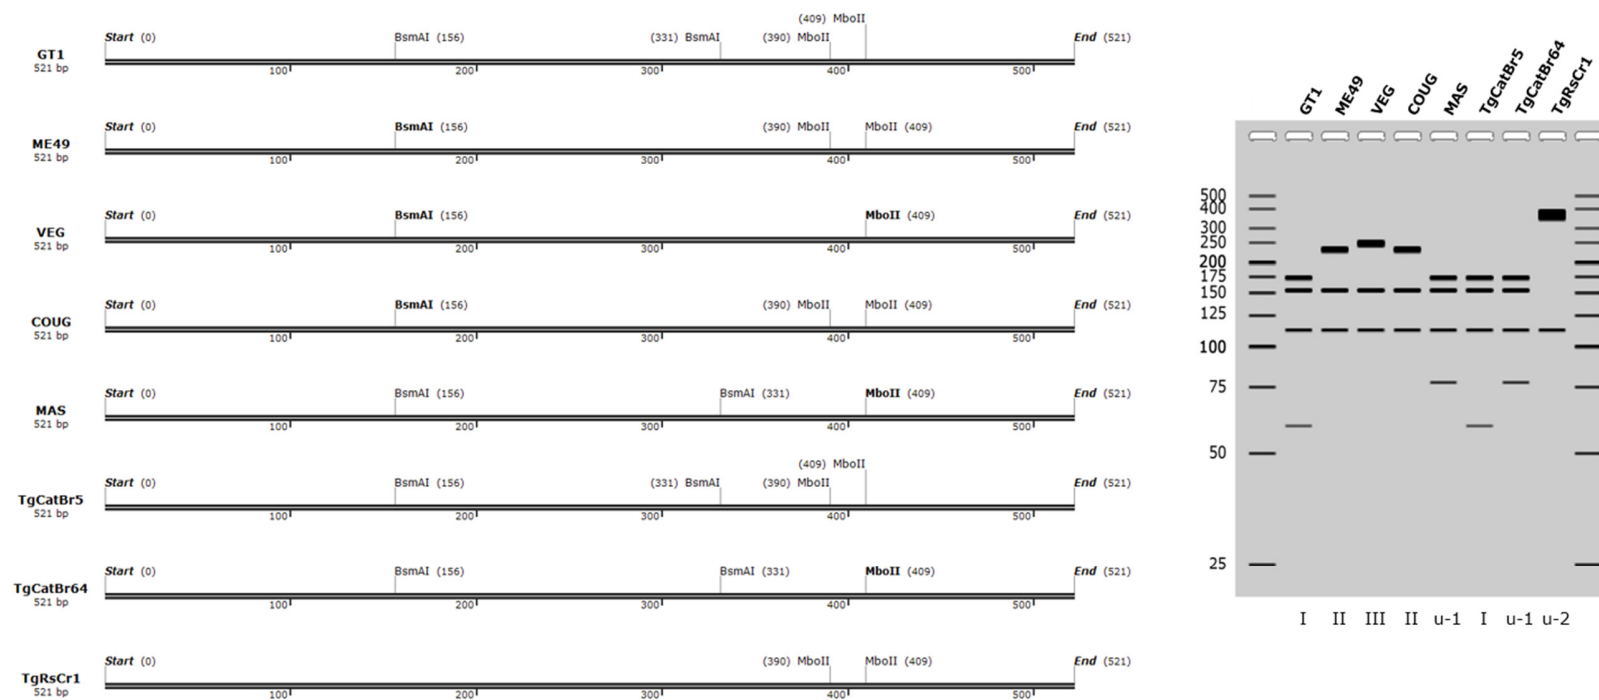 (409) MboII
Start (0) BsmAI (156) (331) BsmAI (390) MboII End (521)
GT1
521 bp
100 200 300 400 500
Start (0) BsmAI (156) (390) MboII MboII (409) End (521)
ME49
521 bp
100 200 300 400 500
Start (0) BsmAI (156) MboII (409) End (521)
VEG
521 bp
100 200 300 400 500
Start (0) BsmAI (156) (390) MboII MboII (409) End (521)
COUG
521 bp
100 200 300 400 500
Start (0) BsmAI (156) BsmAI (331) MboII (409) End (521)
MAS
521 bp
100 200 300 400 500
(409) MboII
Start (0) BsmAI (156) (331) BsmAI (390) MboII End (521)
TgCatBr5
521 bp
100 200 300 400 500
Start (0) BsmAI (156) BsmAI (331) MboII (409) End (521)
TgCatBr64
521 bp
100 200 300 400 500
Start (0) (390) MboII MboII (409) End (521)
TgRsCr1
521 bp
100 200 300 400 500
GT1 ME49 VEG COUG MAS TgCatBr5 TgCatBr64 TgRsCr1
500
400
300
250
200
175
150
125
100
75
50
25
I II III II u-1 I u-1 u-2